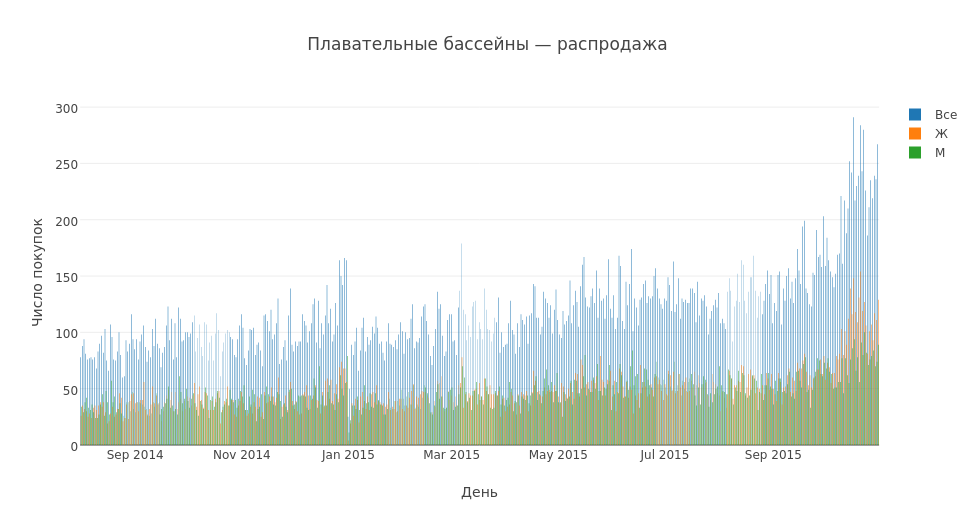 Плавательные бассейны — распродажа
300
250
200
150
100
50
0
Число покупок
Sep 2014
Nov 2014
Jan 2015
Mar 2015
May 2015
Jul 2015
Sep 2015
День
Все
Ж
М